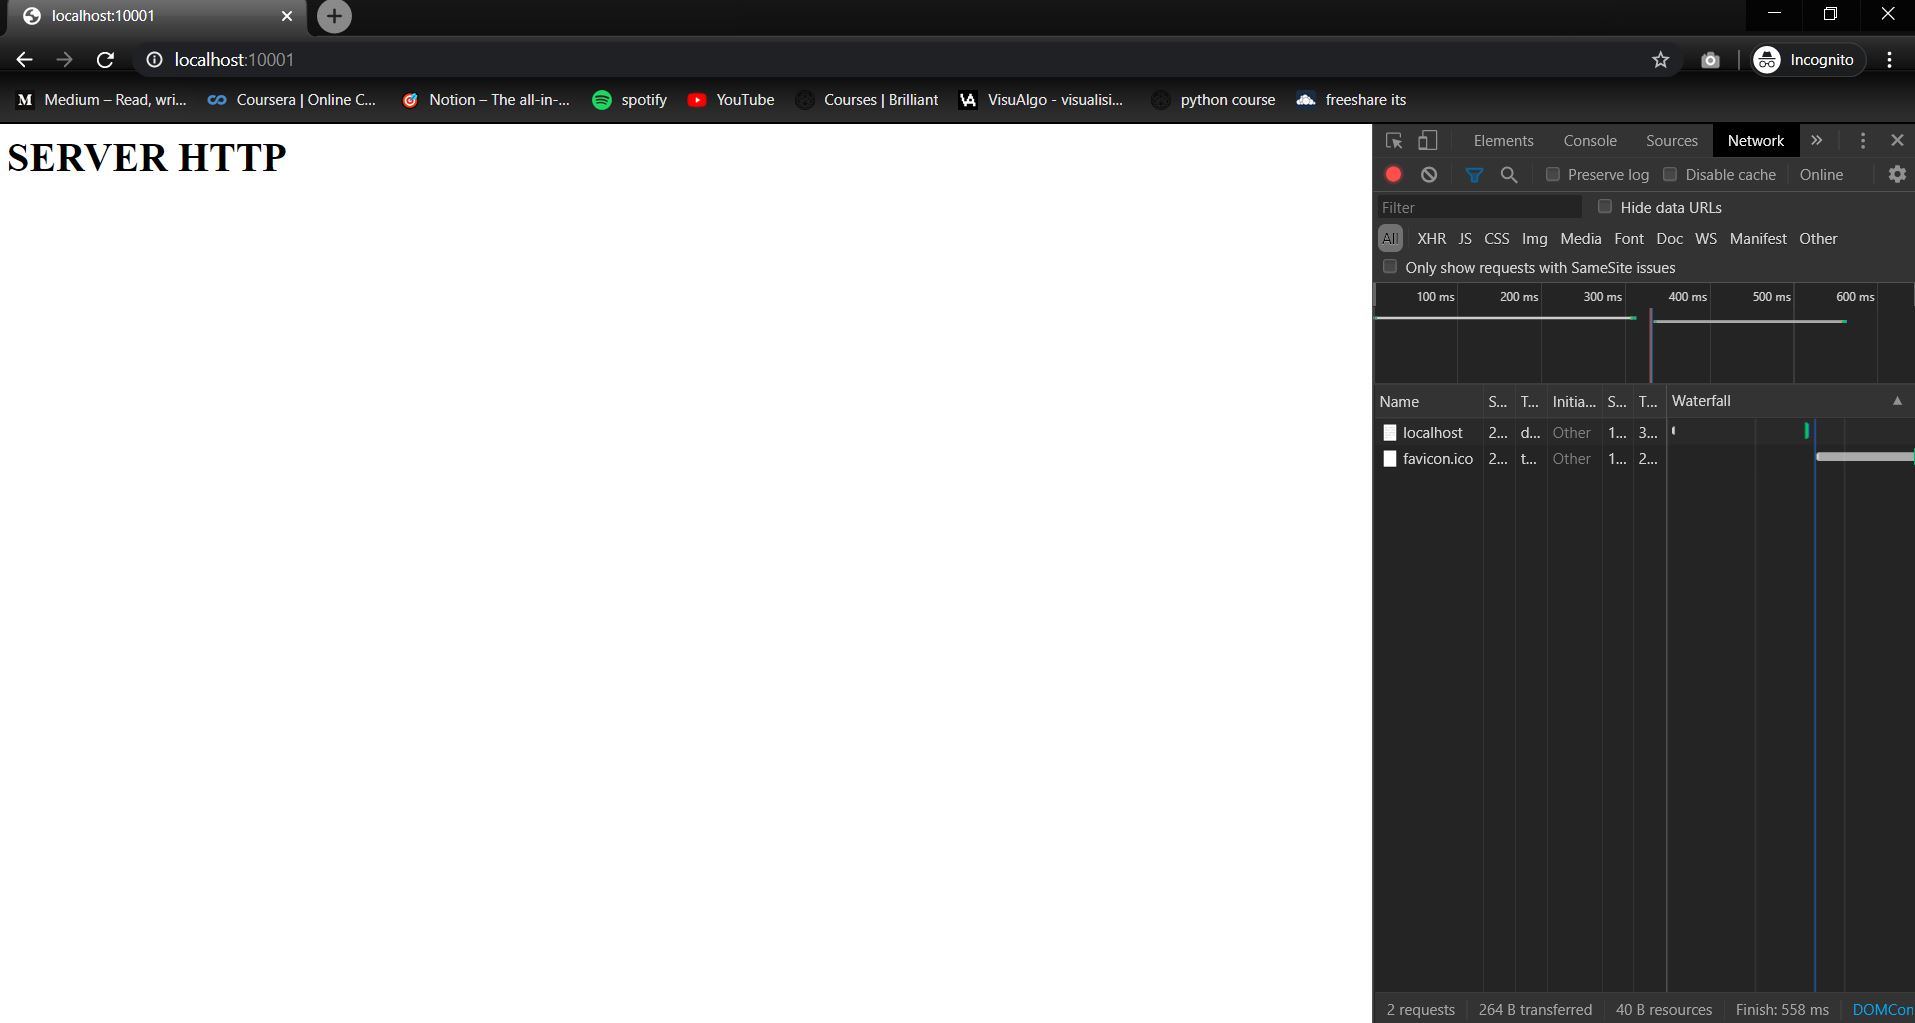 localhost:10001
localhost:10001
Incognito
Medium – Read, wri... Coursera | Online C... Notion – The all-in-... spotify YouTube Courses | Brilliant VisuAlgo - visualisi... python course freeshare its
SERVER HTTP
Elements Console Sources Network
Preserve log Disable cache Online
Filter Hide data URLs
All XHR JS CSS Img Media Font Doc WS Manifest Other
Only show requests with SameSite issues
100 ms 200 ms 300 ms 400 ms 500 ms 600 ms
Name S... T... Initia... S... T... Waterfall
localhost 2... d... Other 1... 3...
favicon.ico 2... t... Other 1... 2...
2 requests 264 B transferred 40 B resources Finish: 558 ms DOMCon